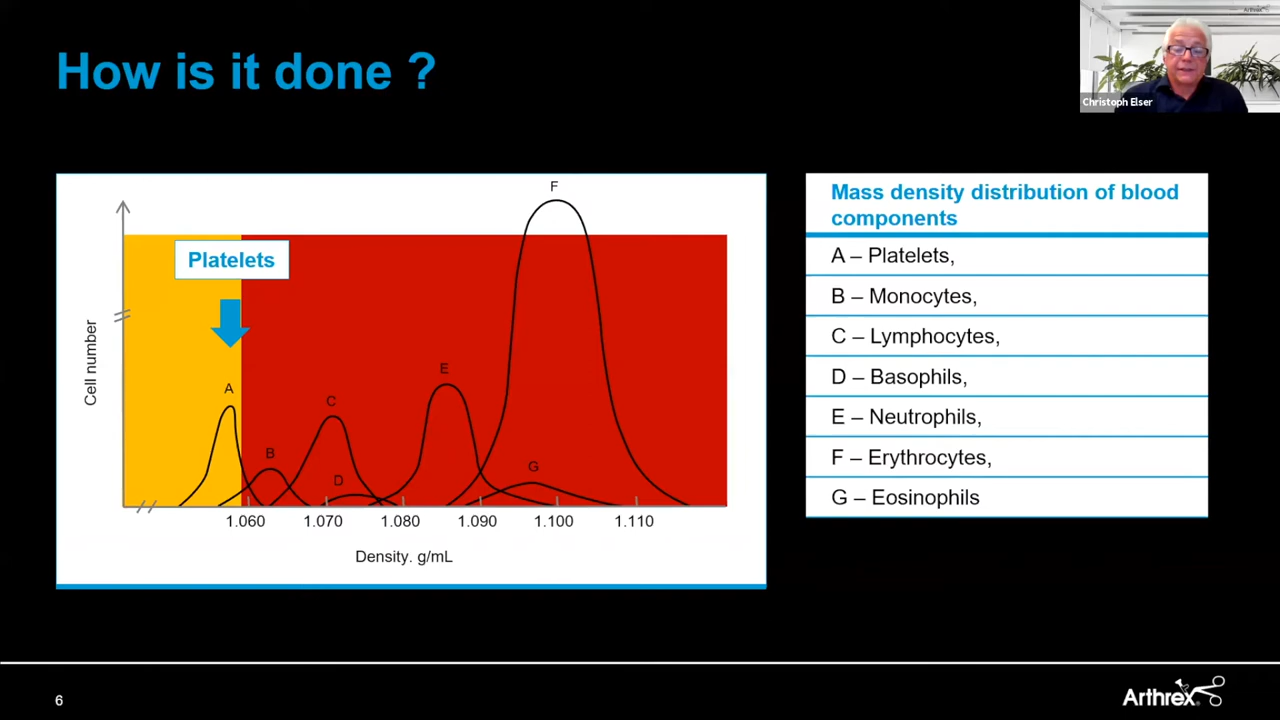 How is it done ?
Arthrex
Christoph Elser
F
Platelets
Cell number
A
B
C
D
E
G
1.060
1.070
1.080
1.090
1.100
1.110
Density. g/mL
Mass density distribution of blood
components
A – Platelets,
B – Monocytes,
C – Lymphocytes,
D – Basophils,
E – Neutrophils,
F – Erythrocytes,
G – Eosinophils
6
Arthrex®